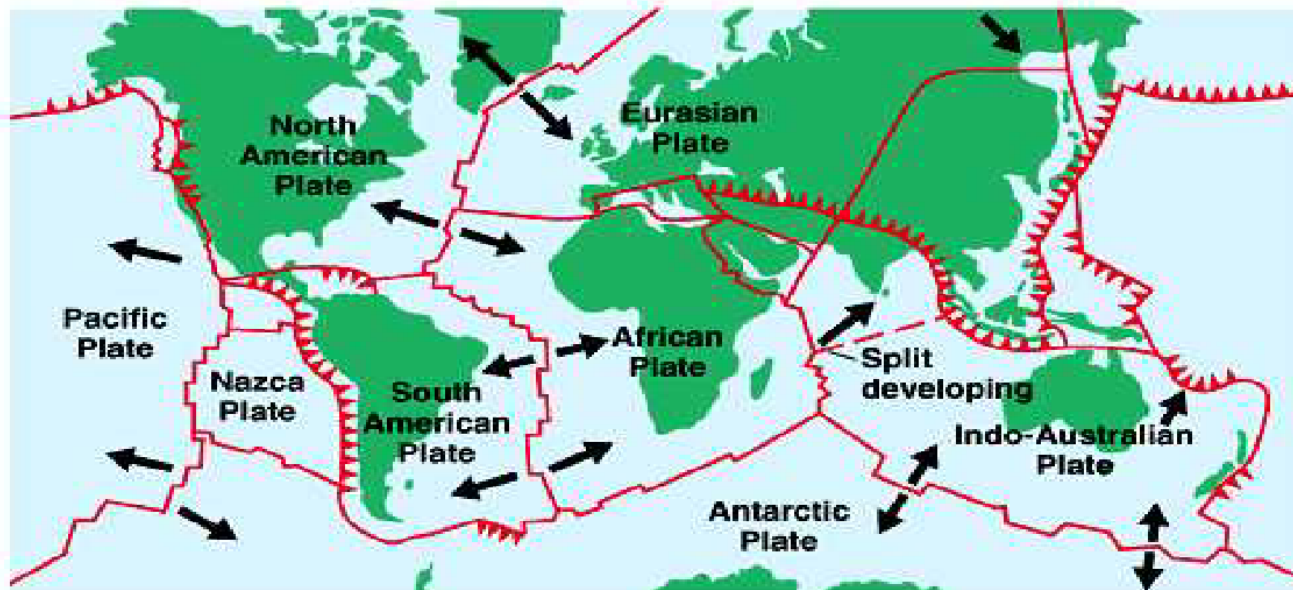 North
American
Plate
Eurasian
Plate
Pacific
Plate
Nazca
Plate
South
American
Plate
African
Plate
Split
developing
Indo-Australian
Plate
Antarctic
Plate